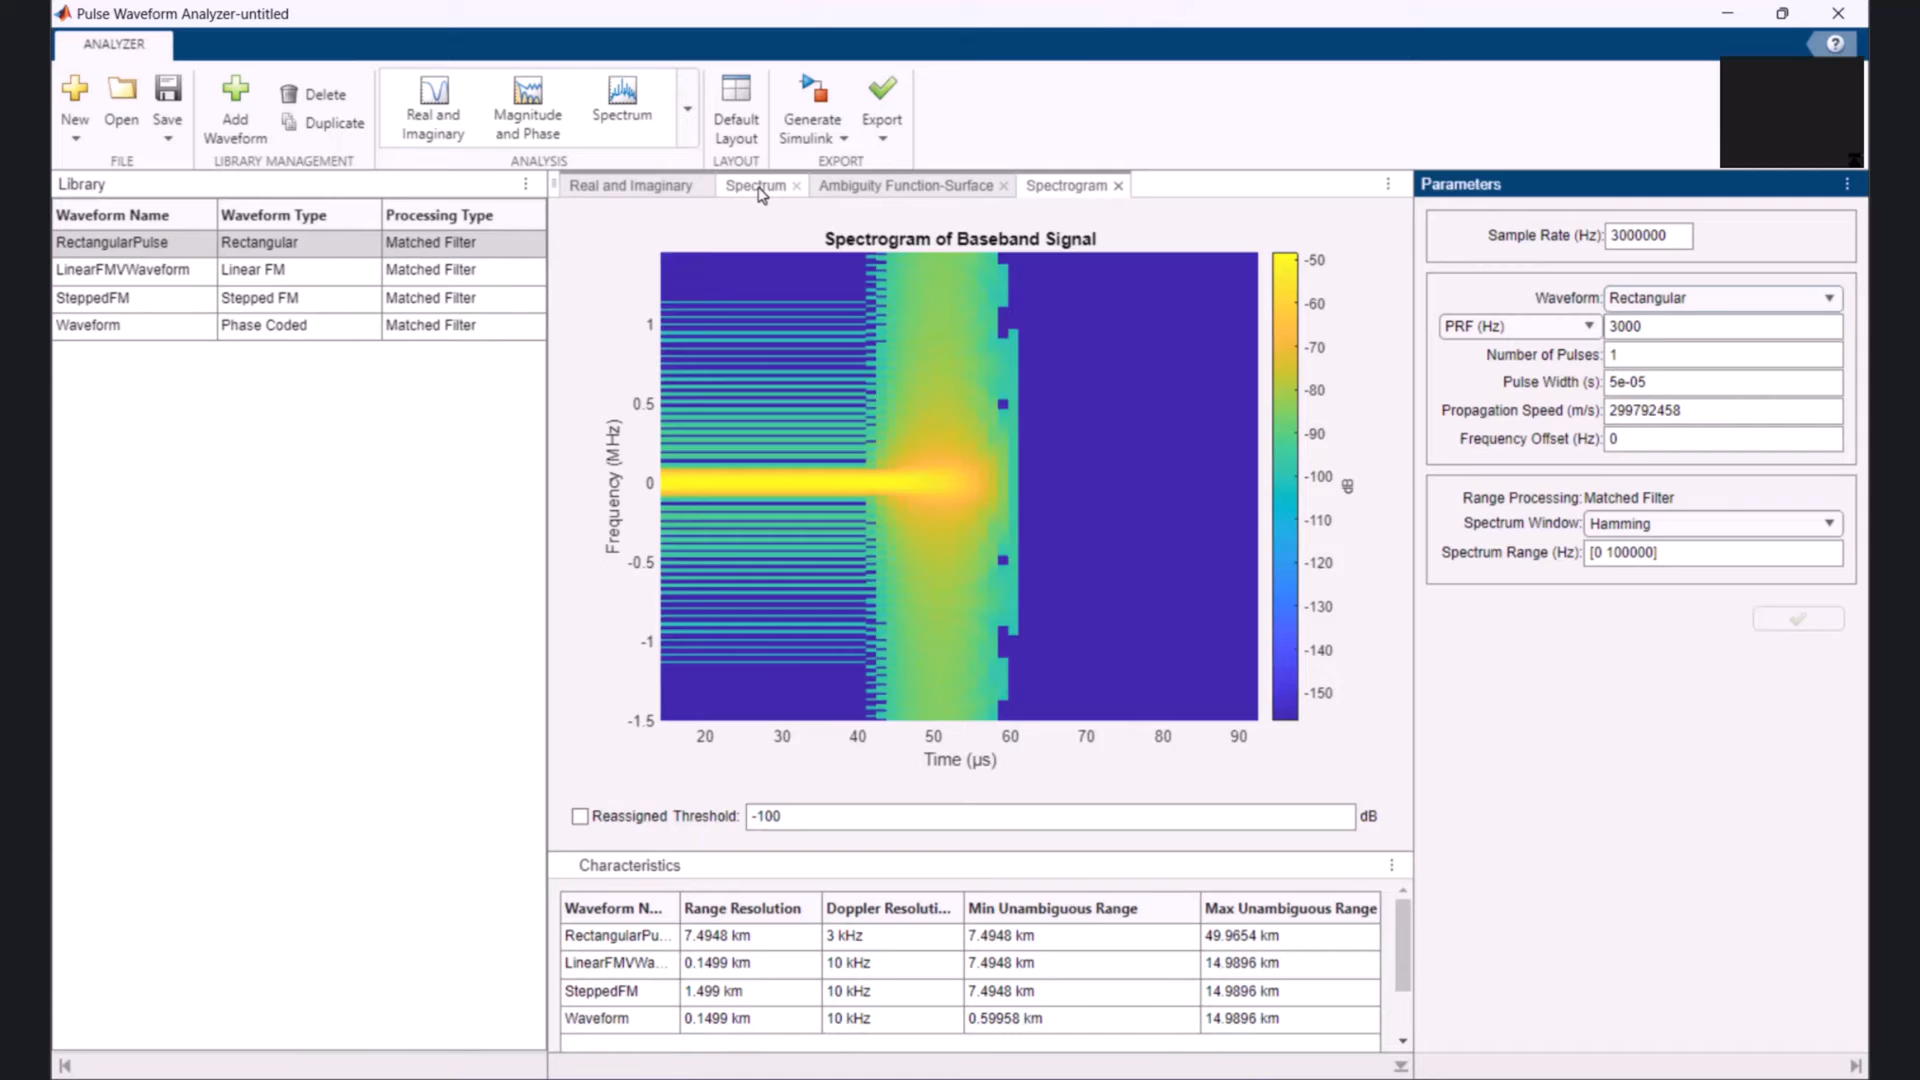 Pulse Waveform Analyzer-untitled
ANALYZER
New
Open
Save
Add
Waveform
Delete
Duplicate
Real and
Imaginary
Magnitude
and Phase
Spectrum
Default
Layout
Generate
Simulink
Export
FILE
LIBRARY MANAGEMENT
ANALYSIS
LAYOUT
EXPORT
Library
Waveform Name Waveform Type Processing Type
RectangularPulse Rectangular Matched Filter
LinearFMVWaveform Linear FM Matched Filter
SteppedFM Stepped FM Matched Filter
Waveform Phase Coded Matched Filter
Real and Imaginary Spectrum Ambiguity Function-Surface Spectrogram
Spectrogram of Baseband Signal
Frequency (MHz)
1
0.5
0
-0.5
-1
-1.5
20 30 40 50 60 70 80 90
Time (µs)
-50
-60
-70
-80
-90
-100
-110
-120
-130
-140
-150
dB
Reassigned Threshold: -100 dB
Characteristics
Waveform N... Range Resolution Doppler Resoluti... Min Unambiguous Range Max Unambiguous Range
RectangularPu... 7.4948 km 3 kHz 7.4948 km 49.9654 km
LinearFMVWa... 0.1499 km 10 kHz 7.4948 km 14.9896 km
SteppedFM 1.499 km 10 kHz 7.4948 km 14.9896 km
Waveform 0.1499 km 10 kHz 0.59958 km 14.9896 km
Parameters
Sample Rate (Hz): 3000000
Waveform: Rectangular
PRF (Hz) 3000
Number of Pulses: 1
Pulse Width (s): 5e-05
Propagation Speed (m/s): 299792458
Frequency Offset (Hz): 0
Range Processing: Matched Filter
Spectrum Window: Hamming
Spectrum Range (Hz): [0 100000]